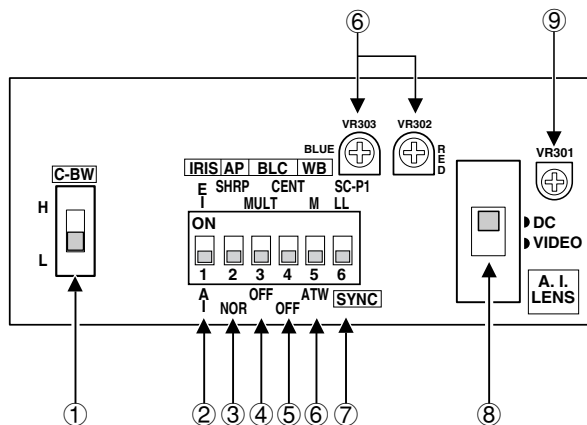 ⑥ ⑨
VR303 VR302
BLUE RED
VR301
C-BW
IRIS AP BLC WB
EI SHRP CENT SC-P1
MULT M LL
H
ON
L
1 2 3 4 5 6
AI NOR OFF OFF ATW SYNC
DC
VIDEO
A. I.
LENS
① ② ③ ④ ⑤ ⑥ ⑦ ⑧